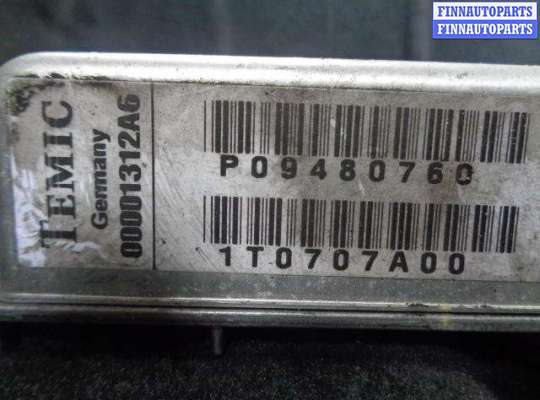 FINNAUTOPARTS
FINNAUTOPARTS
TEMIC
Germany
00001312A6
P09480760
1T0707A00